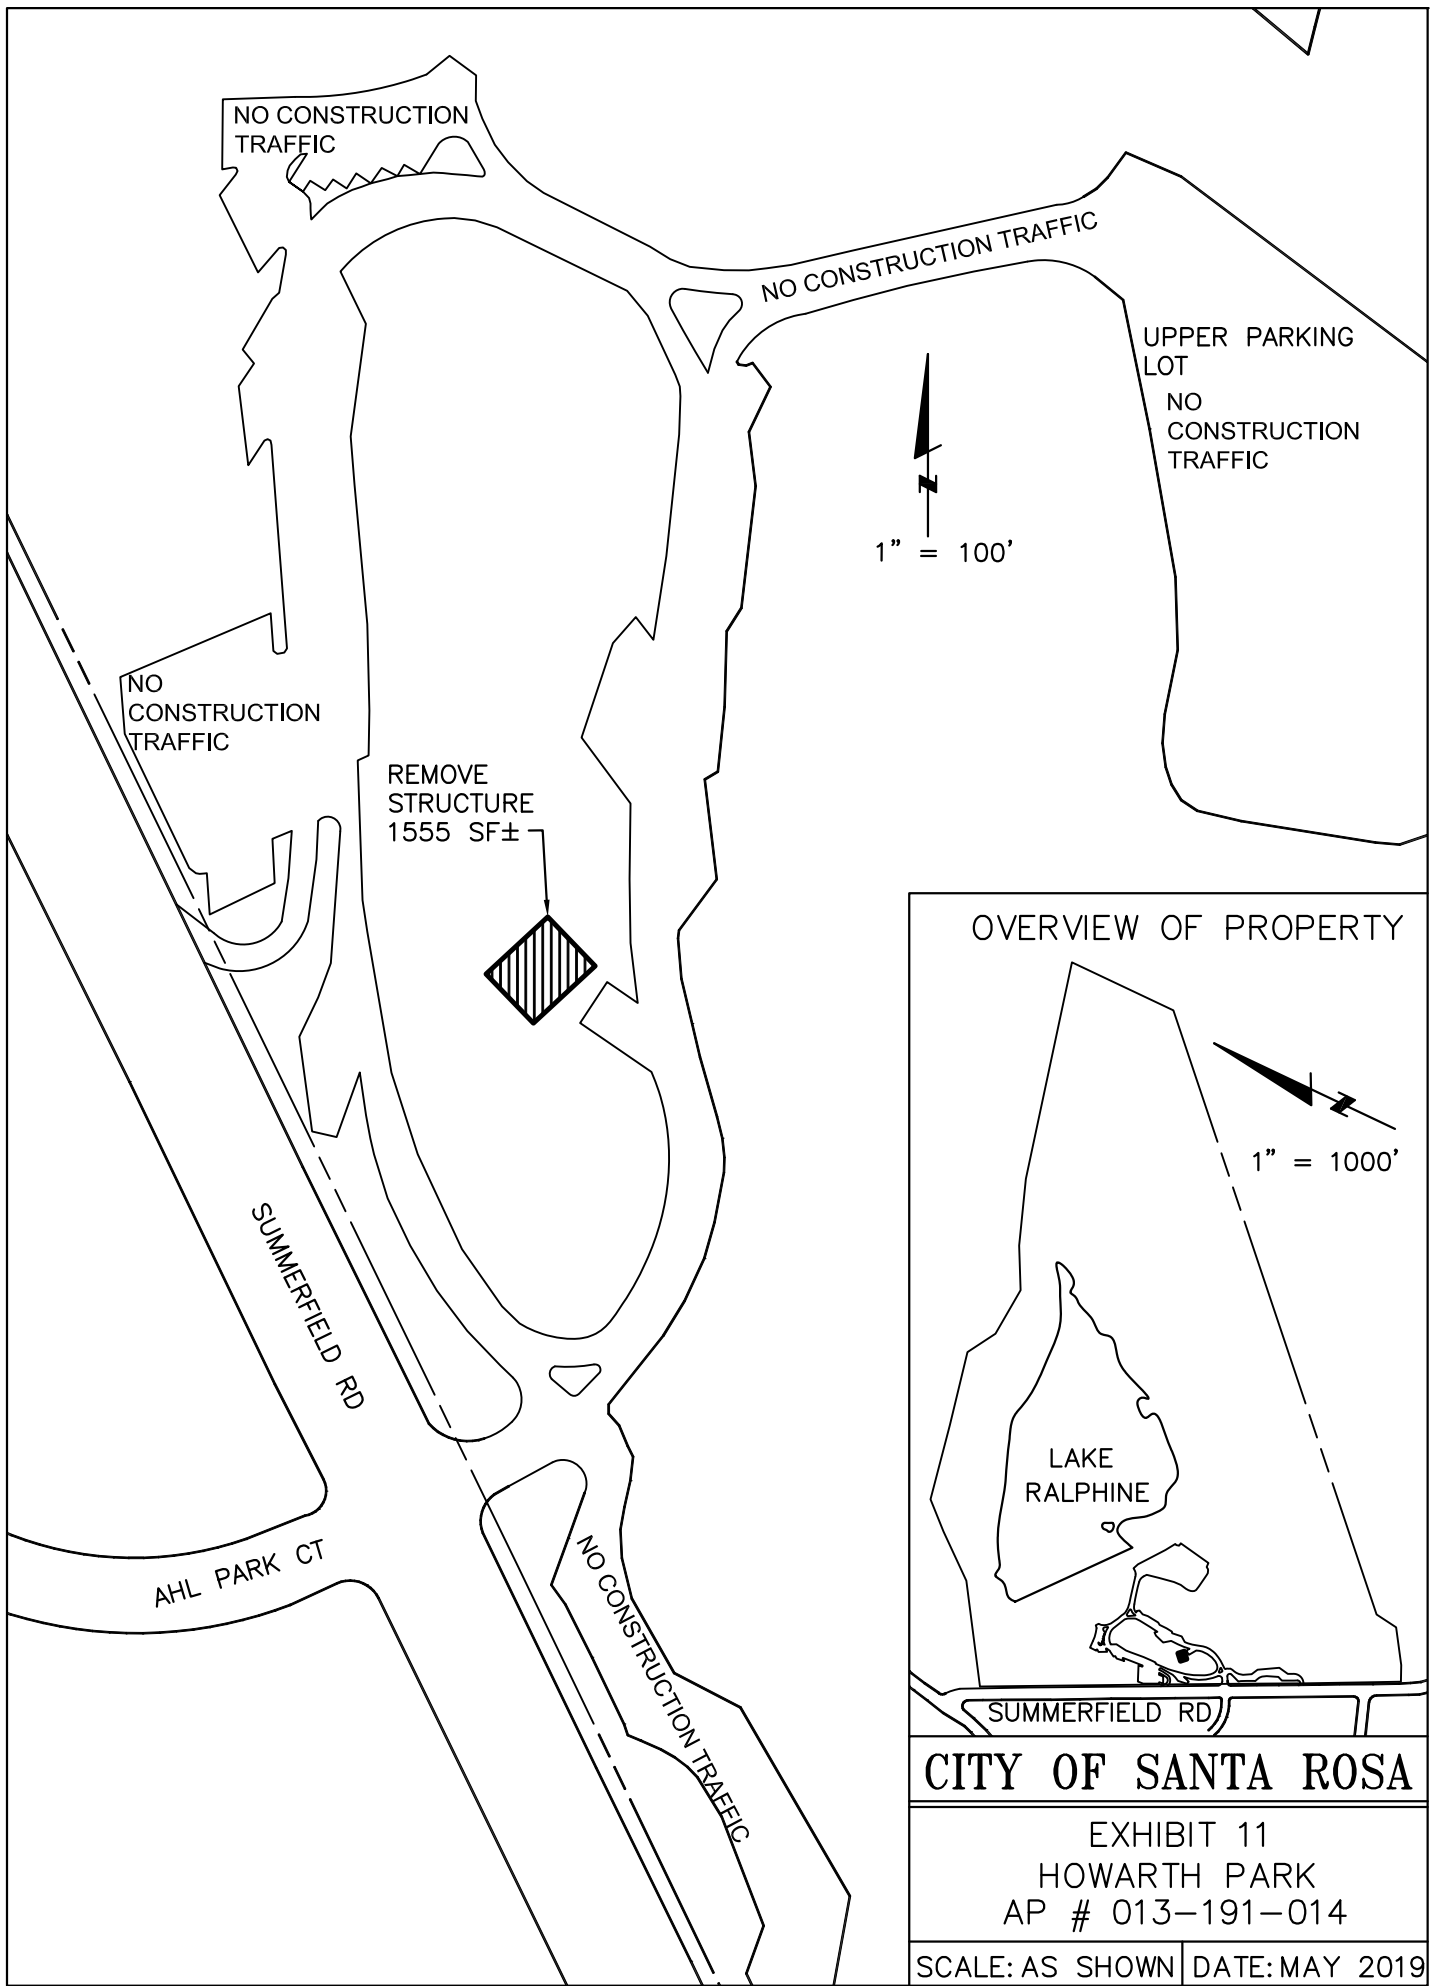 NO CONSTRUCTION
TRAFFIC
NO CONSTRUCTION TRAFFIC
UPPER PARKING
LOT
NO
CONSTRUCTION
TRAFFIC
N
1" = 100'
NO
CONSTRUCTION
TRAFFIC
REMOVE
STRUCTURE
1555 SF±
SUMMERFIELD RD
AHL PARK CT
NO CONSTRUCTION TRAFFIC
OVERVIEW OF PROPERTY
N
1" = 1000'
LAKE
RALPHINE
SUMMERFIELD RD
CITY OF SANTA ROSA
EXHIBIT 11
HOWARTH PARK
AP # 013-191-014
SCALE: AS SHOWN
DATE: MAY 2019